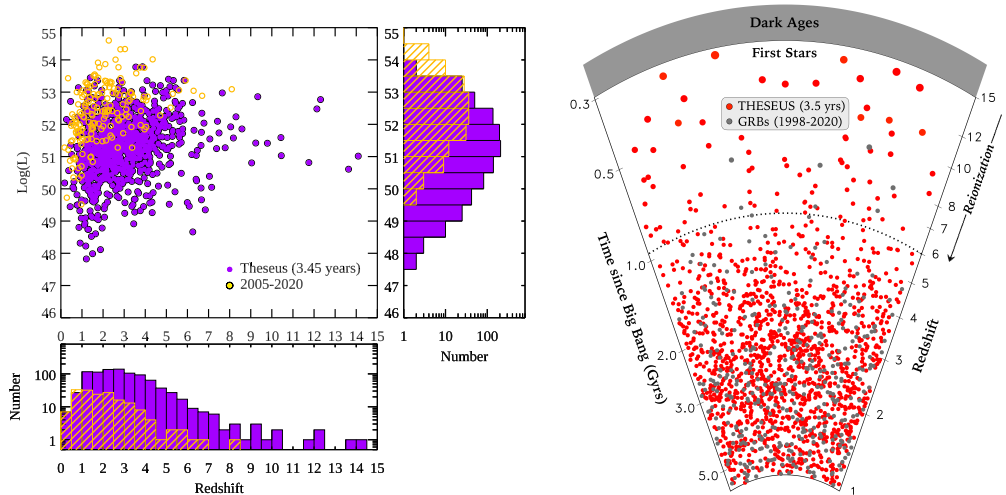 55
54
53
52
51
50
49
48
47
46
Log(L)
Theseus (3.45 years)
2005-2020
0 1 2 3 4 5 6 7 8 9 10 11 12 13 14 15
55
54
53
52
51
50
49
48
47
46
1 10 100
Number
100
10
1
Number
0 1 2 3 4 5 6 7 8 9 10 11 12 13 14 15
Redshift
Dark Ages
First Stars
THESEUS (3.5 yrs)
GRBs (1998-2020)
0.3
0.5
1.0
2.0
3.0
5.0
Time since Big Bang (Gyrs)
15
12
10
8
7
6
5
4
3
2
1
Reionization
Redshift